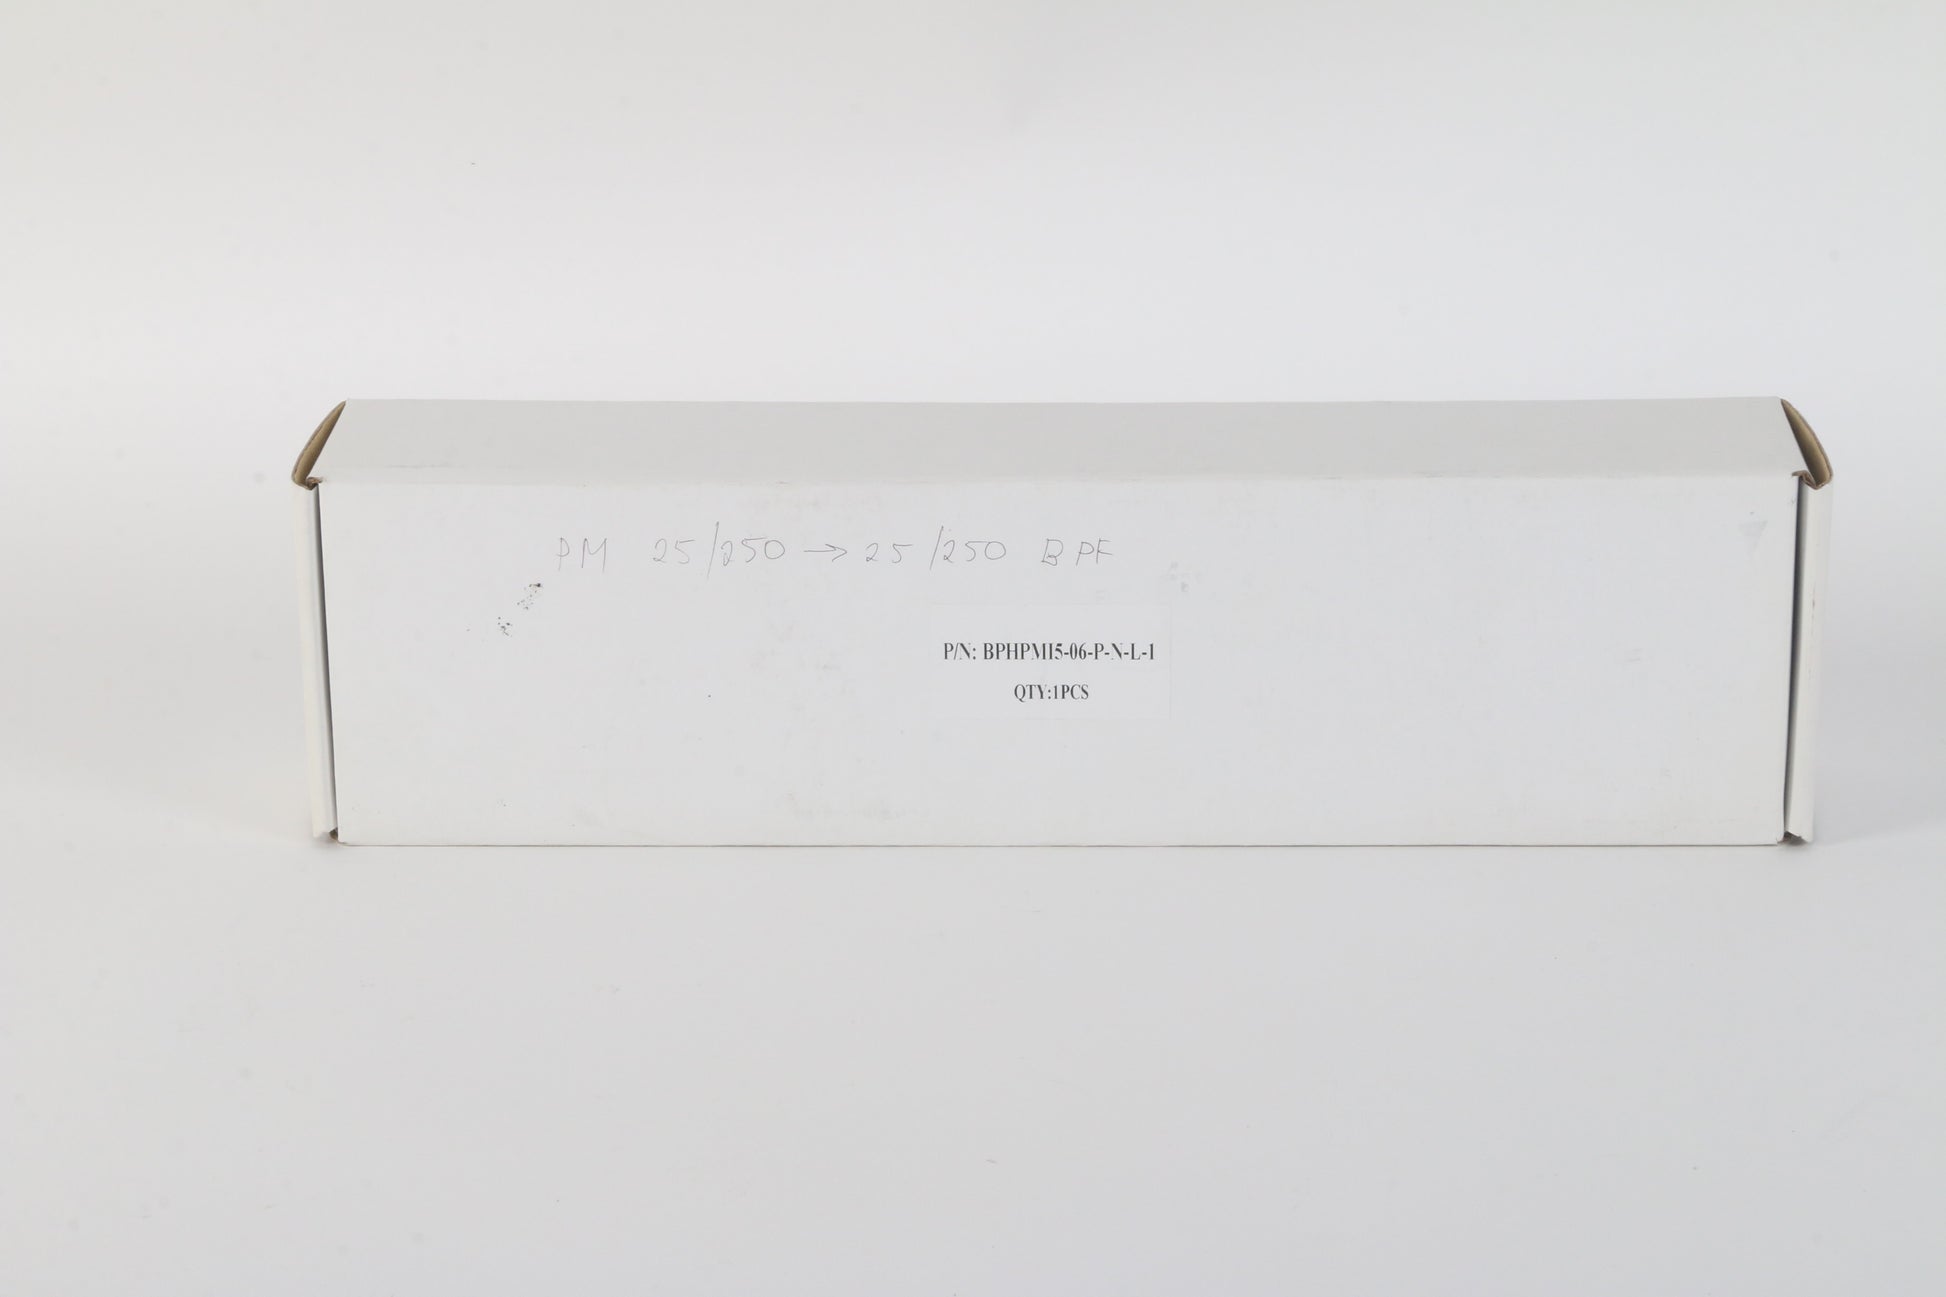 PM 25/250 → 25/250 BPF
P/N: BPHPMI5-06-P-N-L-1
QTY:1PCS